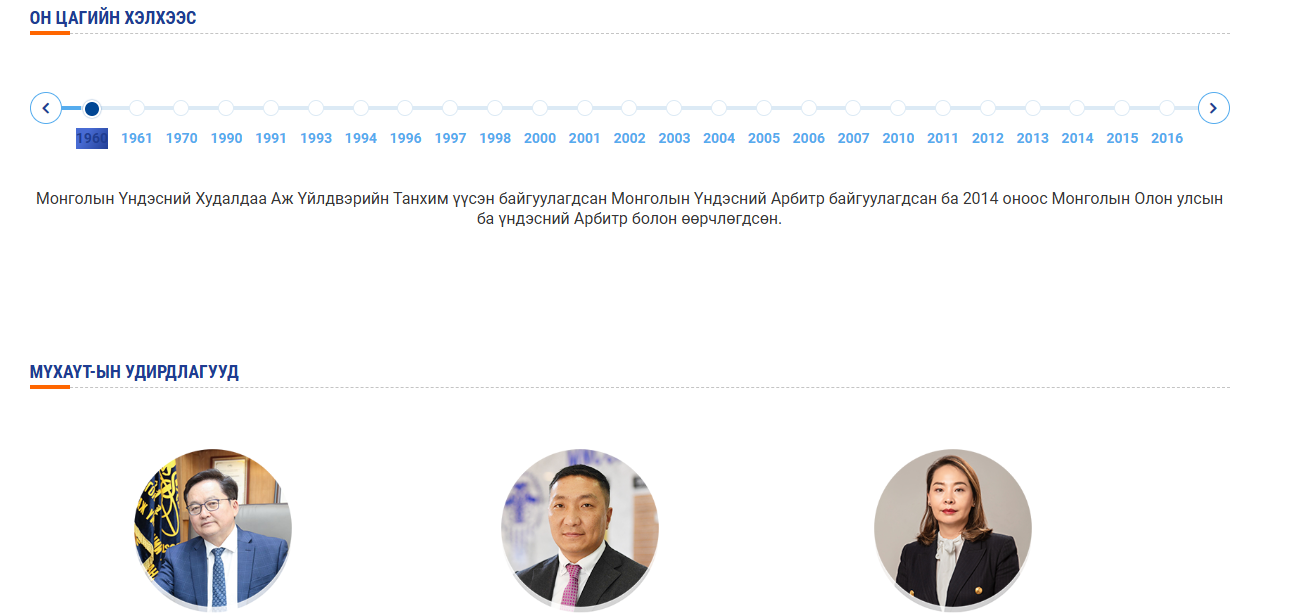 ОН ЦАГИЙН ХЭЛХЭЭС
1960 1961 1970 1990 1991 1993 1994 1996 1997 1998 2000 2001 2002 2003 2004 2005 2006 2007 2010 2011 2012 2013 2014 2015 2016
Монголын Үндэсний Худалдаа Аж Үйлдвэрийн Танхим үүсэн байгуулагдсан Монголын Үндэсний Арбитр байгуулагдсан ба 2014 оноос Монголын Олон улсын
ба үндэсний Арбитр болон өөрчлөгдсөн.
МҮХАҮТ-ЫН УДИРДЛАГУУД